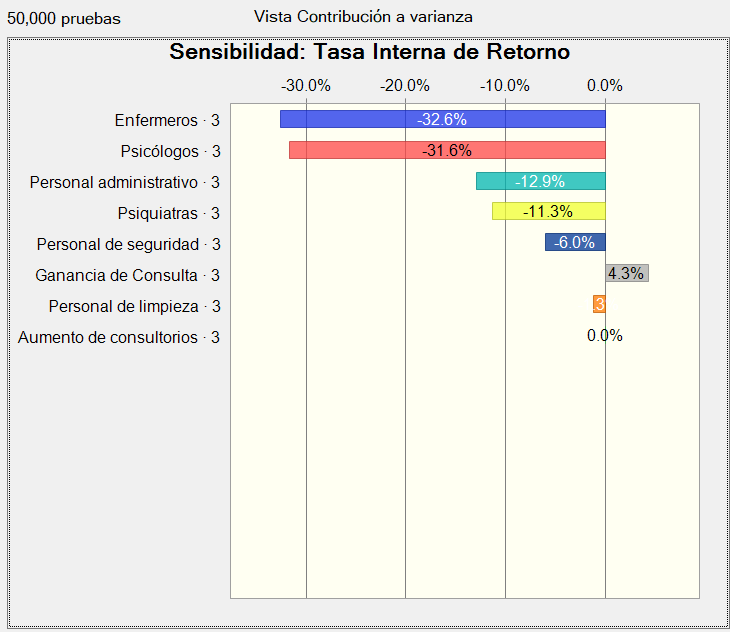 50,000 pruebas
Vista Contribución a varianza
Sensibilidad: Tasa Interna de Retorno
-30.0% -20.0% -10.0% 0.0%
Enfermeros · 3 -32.6%
Psicólogos · 3 -31.6%
Personal administrativo · 3 -12.9%
Psiquiatras · 3 -11.3%
Personal de seguridad · 3 -6.0%
Ganancia de Consulta · 3 4.3%
Personal de limpieza · 3 3
Aumento de consultorios · 3 0.0%